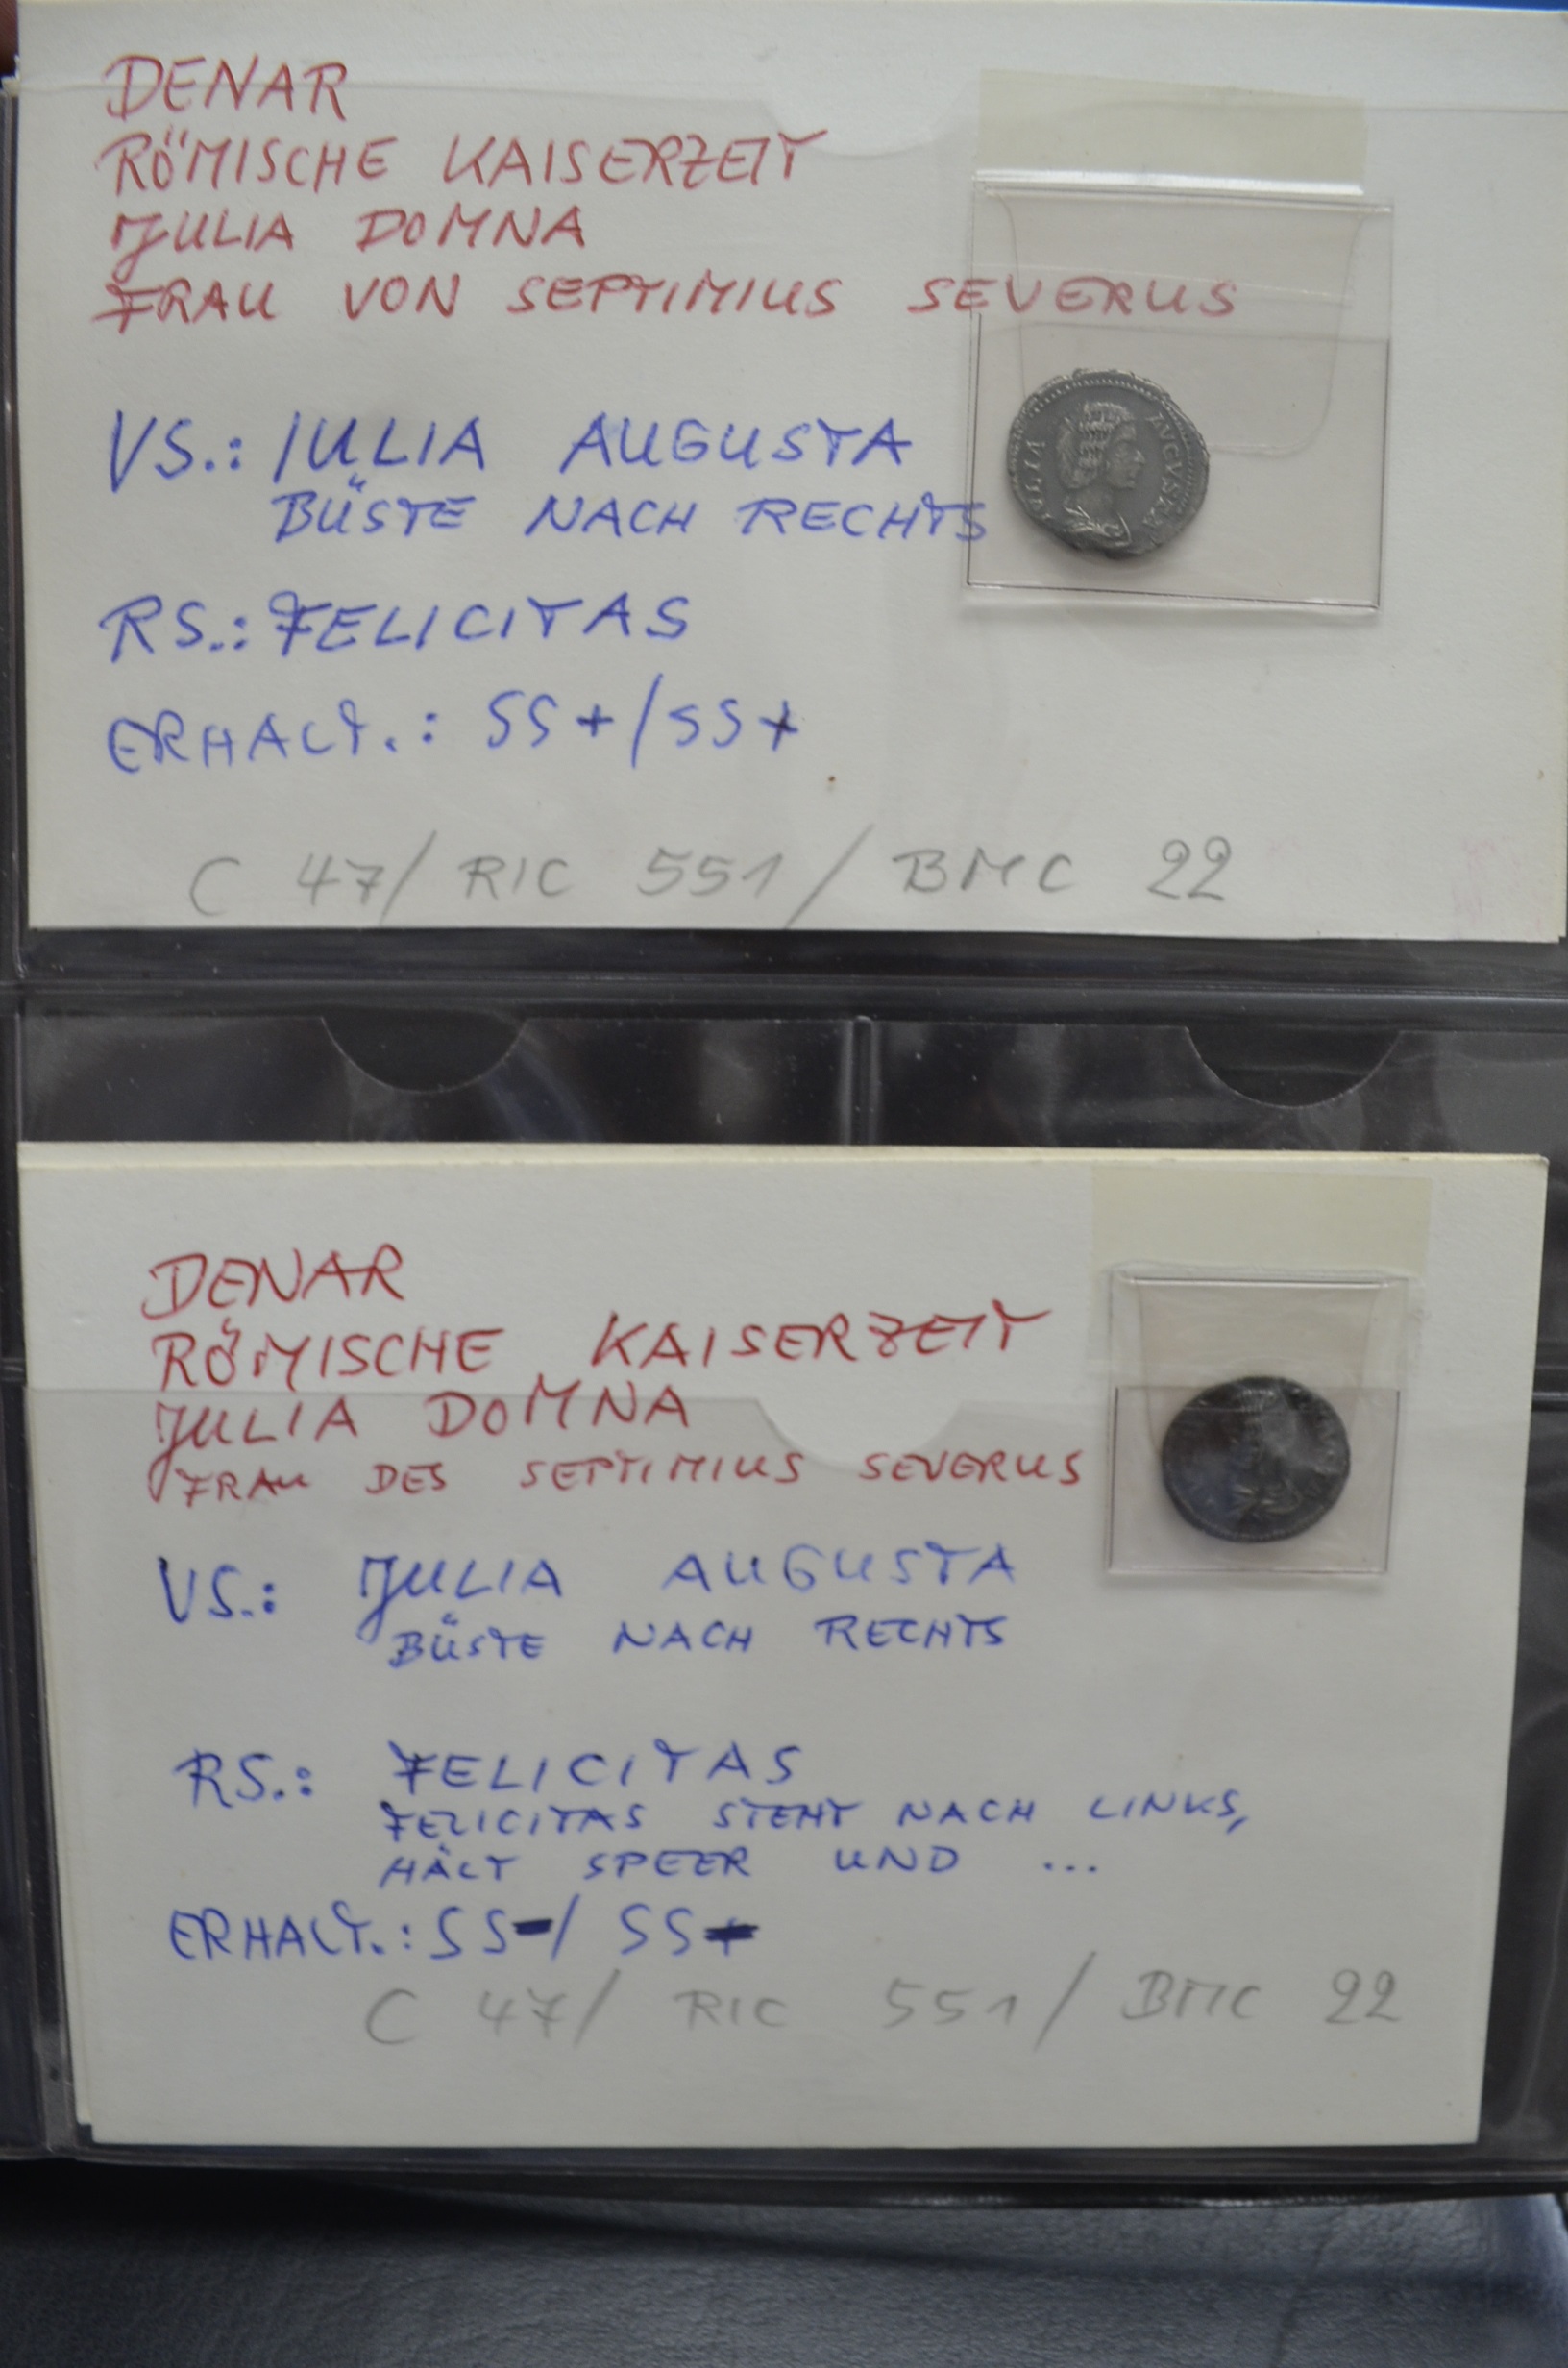 DENAR
RÖMISCHE KAISERZEIT
JULIA DOMNA
FRAU VON SEPTIMIUS SEVERUS
VS.: IULIA AUGUSTA
BÜSTE NACH RECHTS
IVLIA AVGVSTA
RS.: FELICITAS
ERHALT.: SS+/SS+
C 47/ RIC 551/ BMC 22
DENAR
RÖMISCHE KAISERZEIT
JULIA DOMNA
FRAU DES SEPTIMIUS SEVERUS
VS.: JULIA AUGUSTA
BÜSTE NACH RECHTS
RS.: FELICITAS
FELICITAS STEHT NACH LINKS,
HÄLT SPEER UND ...
ERHALT.: SS-/ SS
C 47/ RIC 551/ BMC 22